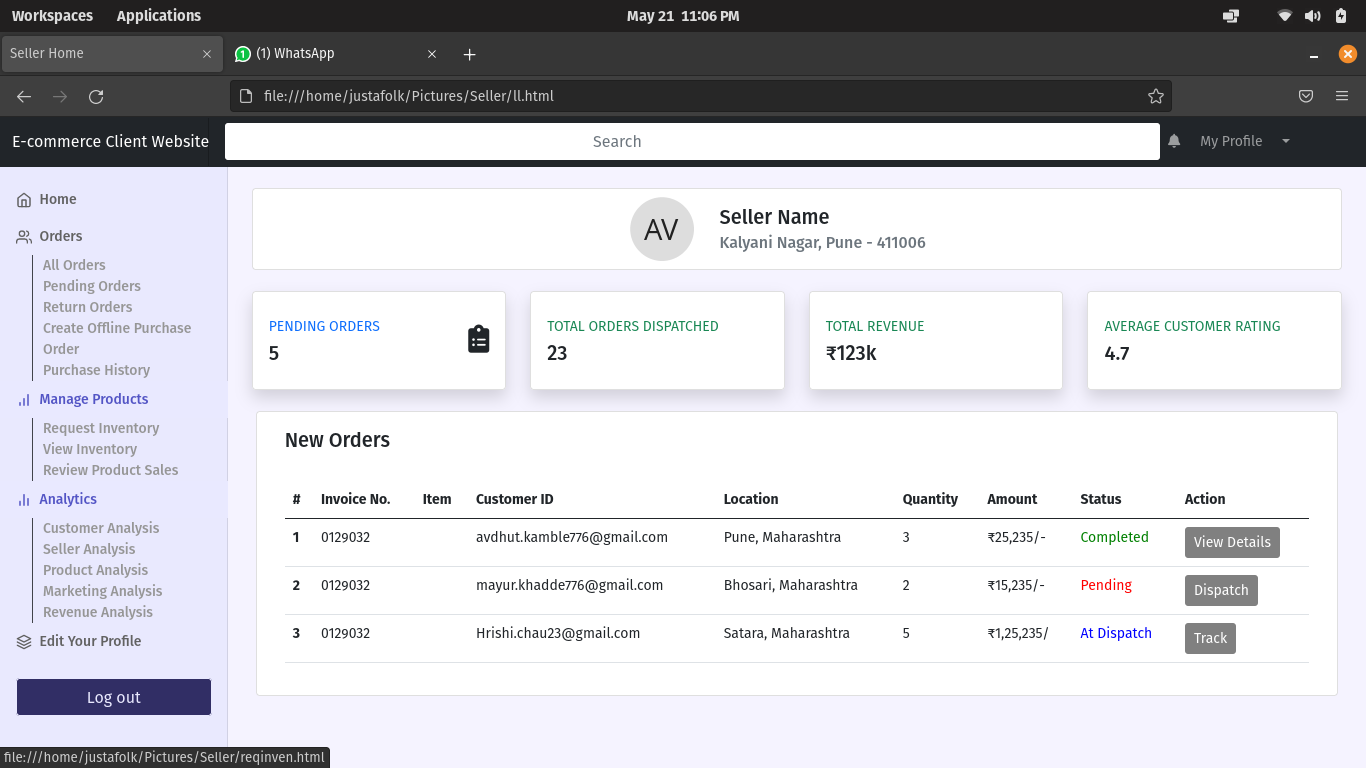 Workspaces Applications May 21 11:06 PM
Seller Home (1) WhatsApp
file:///home/justafolk/Pictures/Seller/ll.html
E-commerce Client Website Search My Profile
Home
Orders
All Orders
Pending Orders
Return Orders
Create Offline Purchase
Order
Purchase History
Manage Products
Request Inventory
View Inventory
Review Product Sales
Analytics
Customer Analysis
Seller Analysis
Product Analysis
Marketing Analysis
Revenue Analysis
Edit Your Profile
Log out
AV
Seller Name
Kalyani Nagar, Pune - 411006
PENDING ORDERS
5
TOTAL ORDERS DISPATCHED
23
TOTAL REVENUE
₹123k
AVERAGE CUSTOMER RATING
4.7
New Orders
# Invoice No. Item Customer ID Location Quantity Amount Status Action
1 0129032 avdhut.kamble776@gmail.com Pune, Maharashtra 3 ₹25,235/- Completed View Details
2 0129032 mayur.khadde776@gmail.com Bhosari, Maharashtra 2 ₹15,235/- Pending Dispatch
3 0129032 Hrishi.chau23@gmail.com Satara, Maharashtra 5 ₹1,25,235/ At Dispatch Track
file:///home/justafolk/Pictures/Seller/reqinven.html